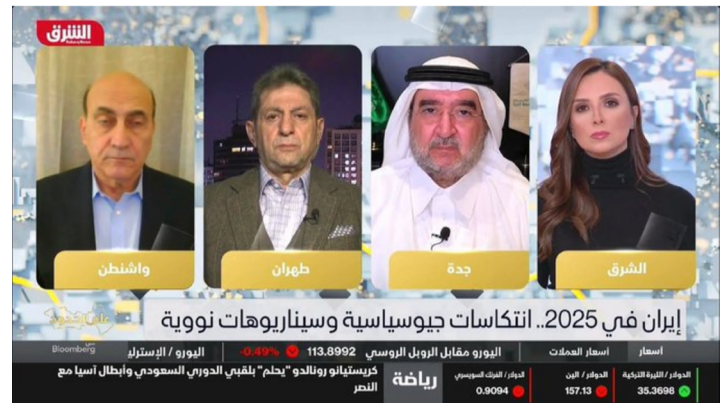 الشرق
واشنطن
طهران
جدة
الشرق
إيران في 2025.. انتكاسات جيوسياسية وسيناريوهات نووية
أسعار
أسعار العملات
اليورو مقابل الروبل الروسي 113.8992 -0.49%
اليورو / الإسترلي
Bloomberg
الدولار / الليرة التركية
35.3698
الدولار / الين
157.13
الدولار / الفرنك السويسري
0.9094
رياضة
كريستيانو رونالدو "يحلم" بلقبي الدوري السعودي وأبطال آسيا مع
النصر